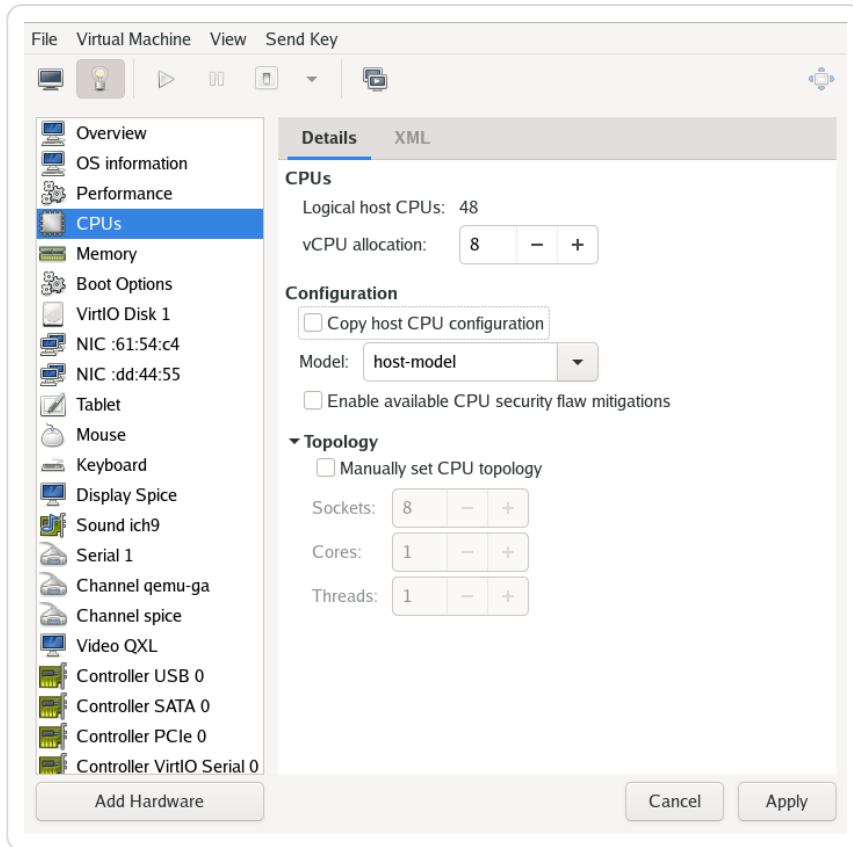 File Virtual Machine View Send Key
Overview
OS information
Performance
CPUs
Memory
Boot Options
VirtIO Disk 1
NIC :61:54:c4
NIC :dd:44:55
Tablet
Mouse
Keyboard
Display Spice
Sound ich9
Serial 1
Channel qemu-ga
Channel spice
Video QXL
Controller USB 0
Controller SATA 0
Controller PCIe 0
Controller VirtIO Serial 0
Add Hardware
Details XML
CPUs
Logical host CPUs: 48
vCPU allocation: 8 − +
Configuration
Copy host CPU configuration
Model: host-model
Enable available CPU security flaw mitigations
Topology
Manually set CPU topology
Sockets: 8 − +
Cores: 1 − +
Threads: 1 − +
Cancel Apply